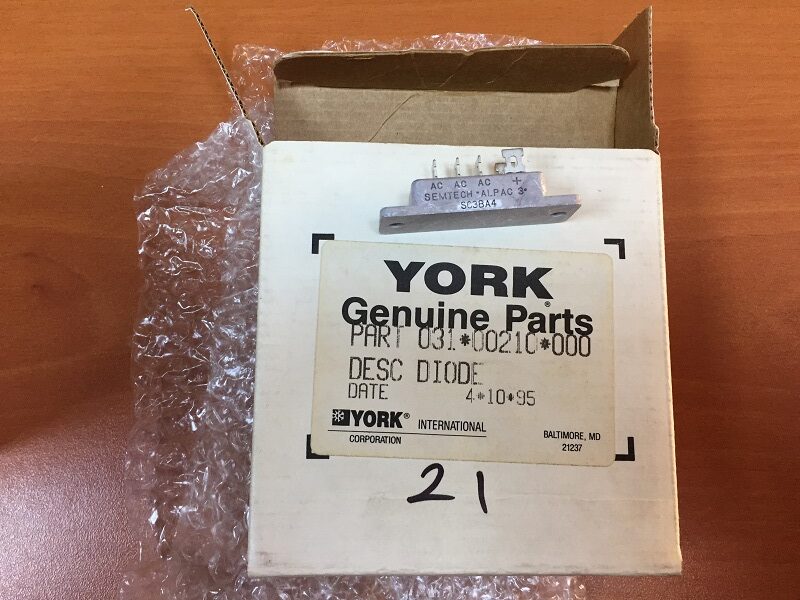 AC AC AC +
SEMTECH "ALPAC 3"
SC3BA4
YORK®
Genuine Parts
PART 031*00210*000
DESC DIODE
DATE 4*10*95
YORK® INTERNATIONAL
CORPORATION
BALTIMORE, MD
21237
21